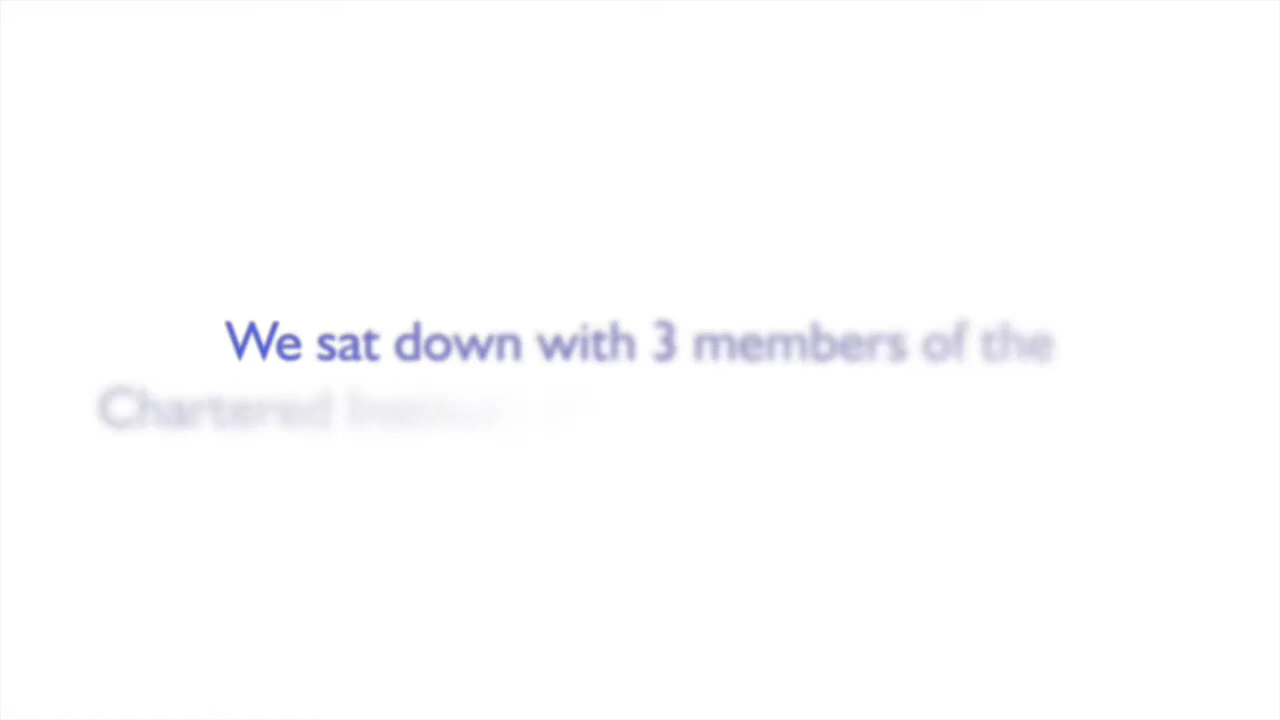 We sat down with 3 members of the
Chartered